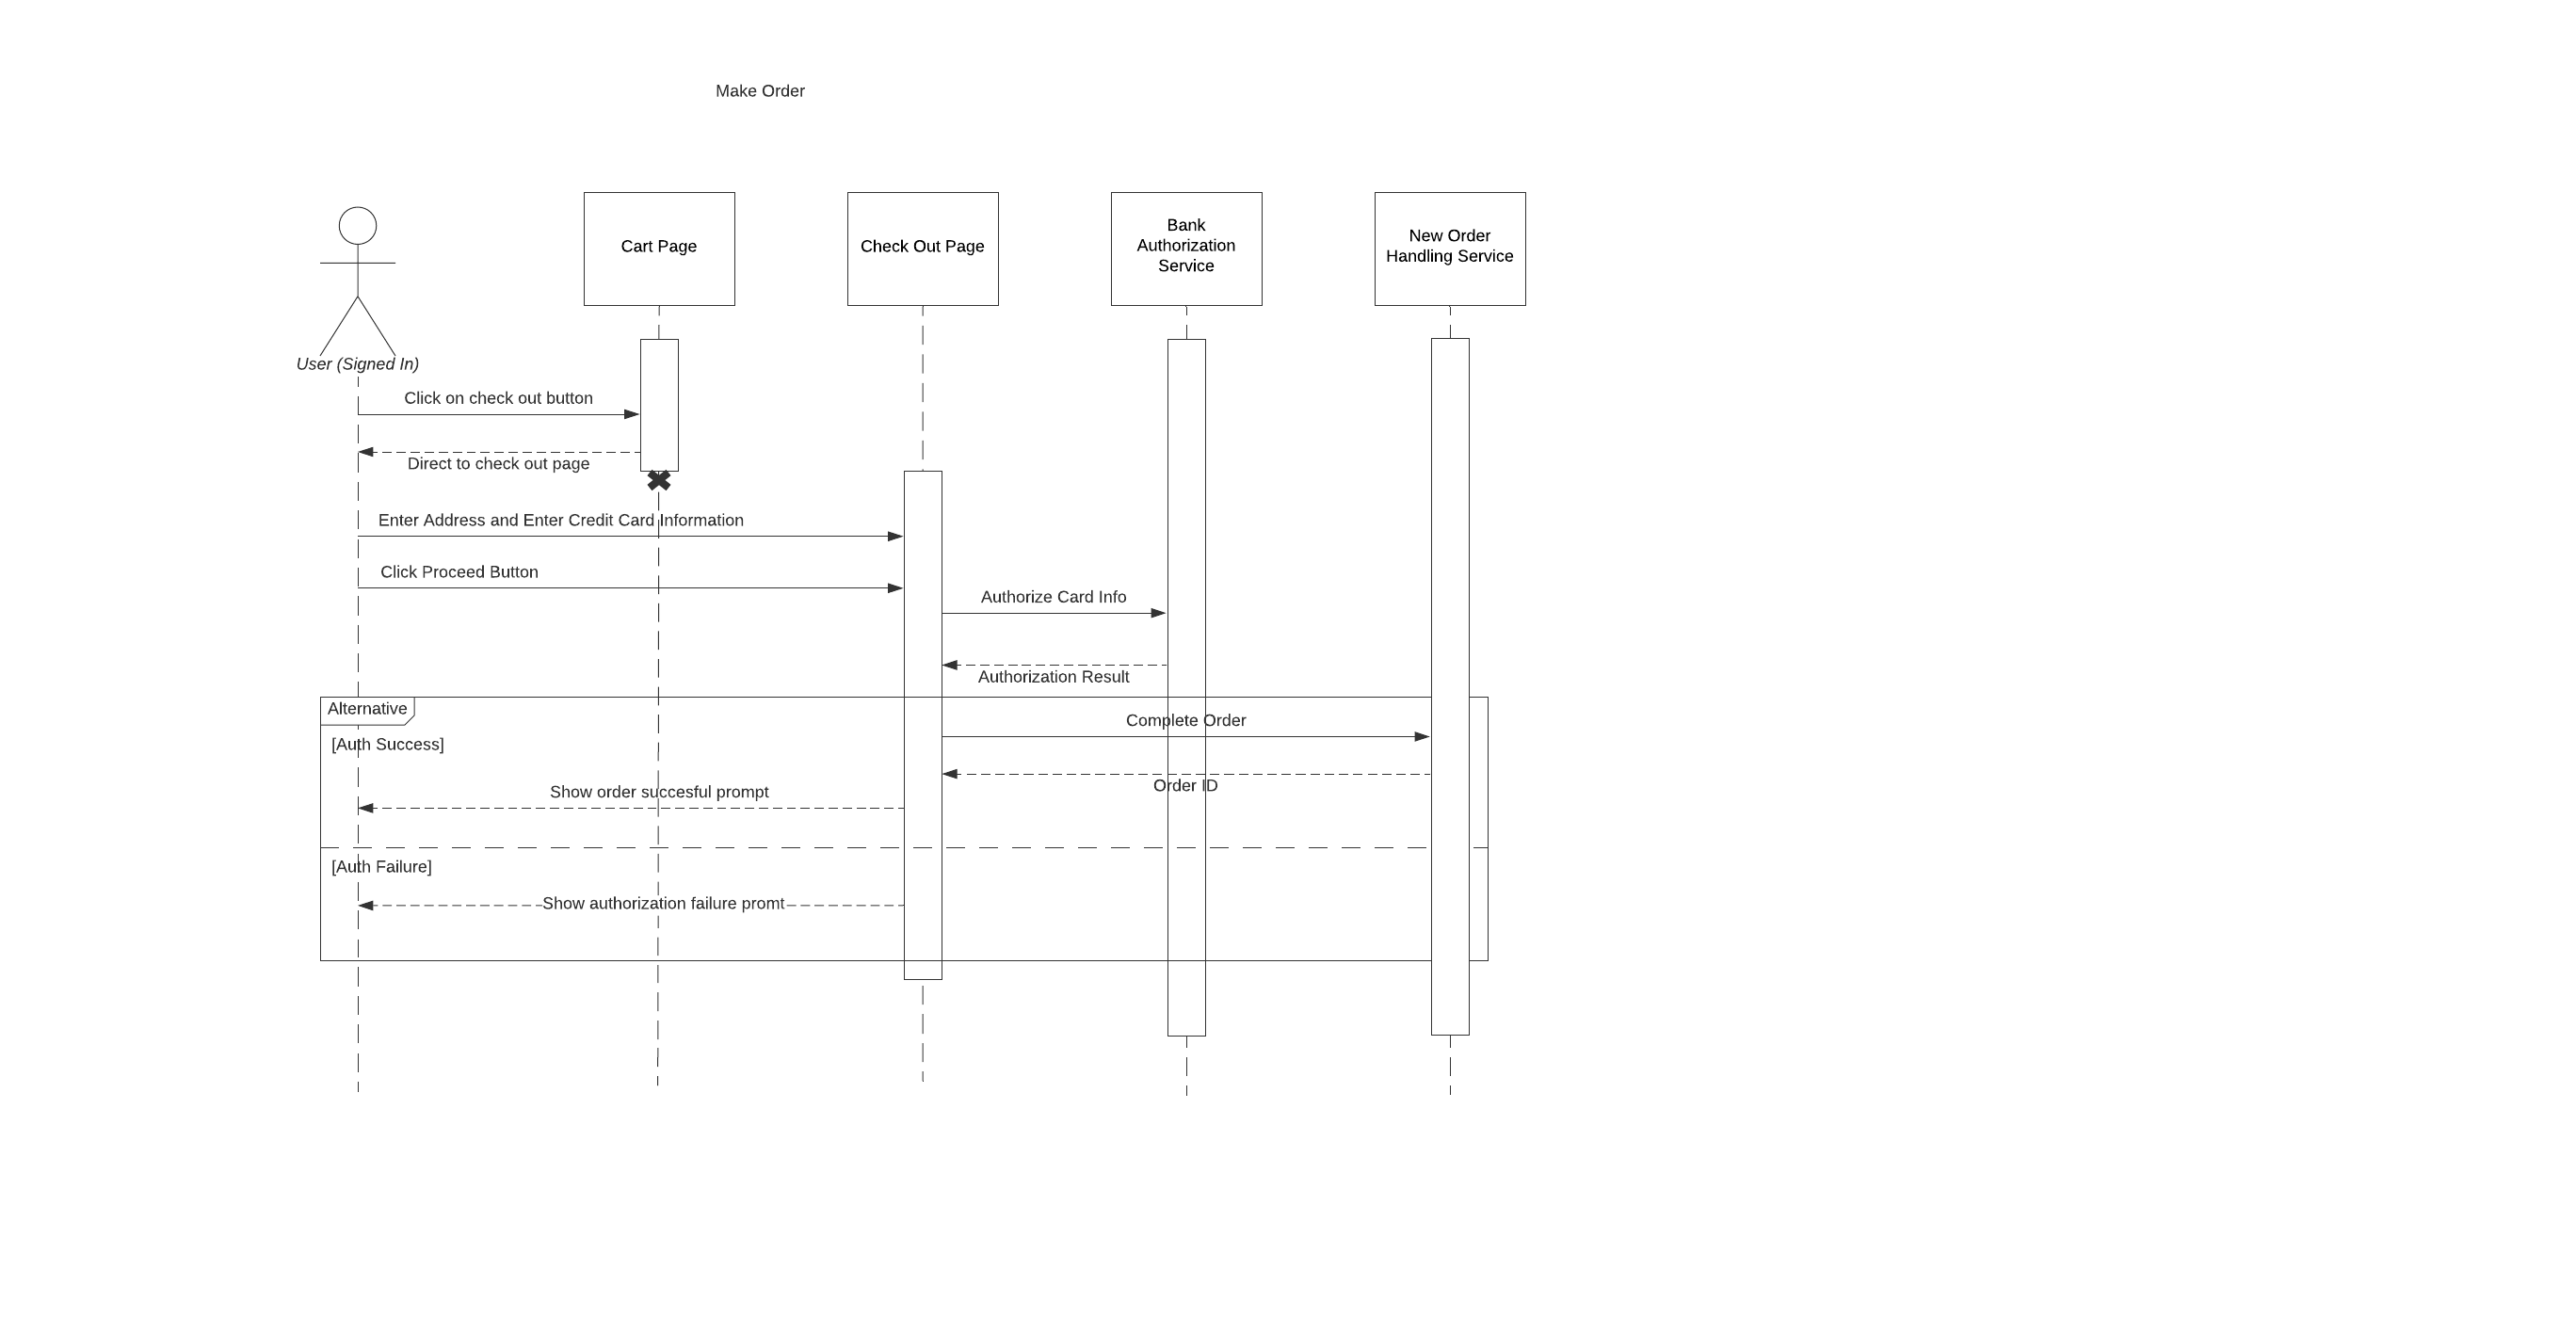 Make Order
Cart Page
Check Out Page
Bank
Authorization
Service
New Order
Handling Service
User (Signed In)
Click on check out button
Direct to check out page
Enter Address and Enter Credit Card Information
Click Proceed Button
Authorize Card Info
Authorization Result
Alternative
Complete Order
[Auth Success]
Order ID
Show order succesful prompt
[Auth Failure]
Show authorization failure promt